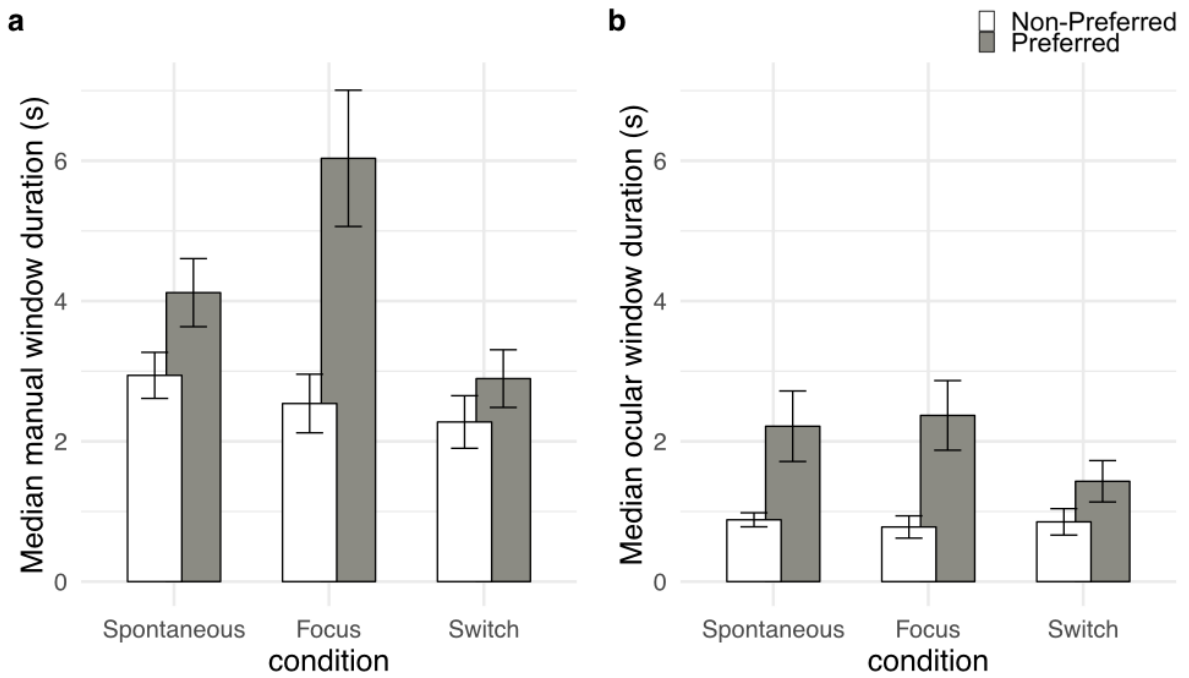 a
b
Non-Preferred
Preferred
Median manual window duration (s)
6
4
2
0
Spontaneous
Focus
Switch
condition
Median ocular window duration (s)
6
4
2
0
Spontaneous
Focus
Switch
condition